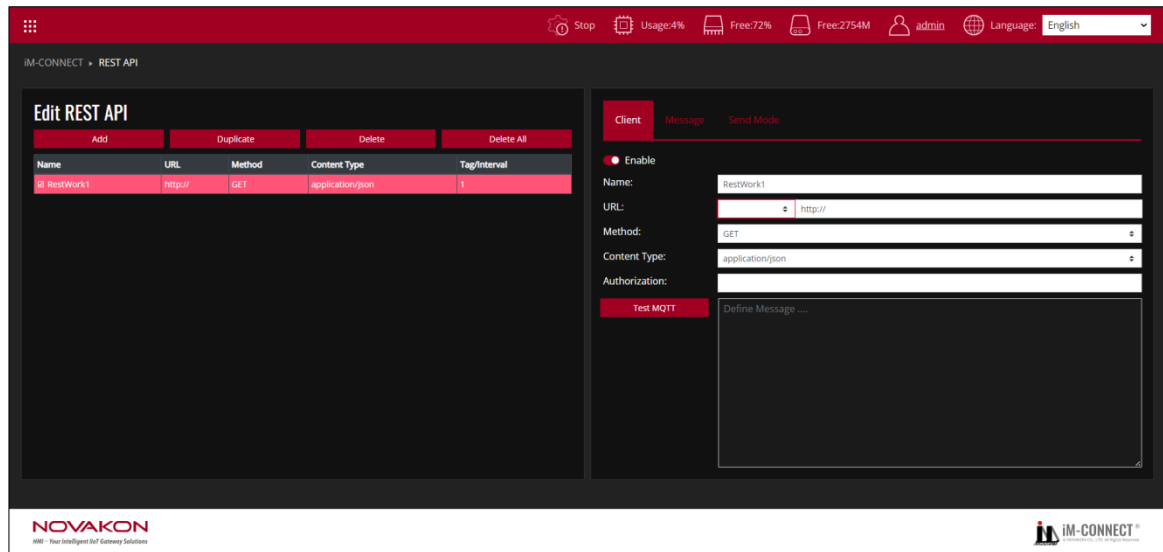 Stop Usage:4% Free:72% Free:2754M admin Language: English
iM-CONNECT ▸ REST API
Edit REST API
Add Duplicate Delete Delete All
Name URL Method Content Type Tag/Interval
RestWork1 http:// GET application/json 1
Client Message Send Mode
Enable
Name: RestWork1
URL: http://
Method: GET
Content Type: application/json
Authorization:
Test MQTT Define Message ....
NOVAKON
HMI – Your Intelligent IIoT Gateway Solutions
iM-CONNECT®